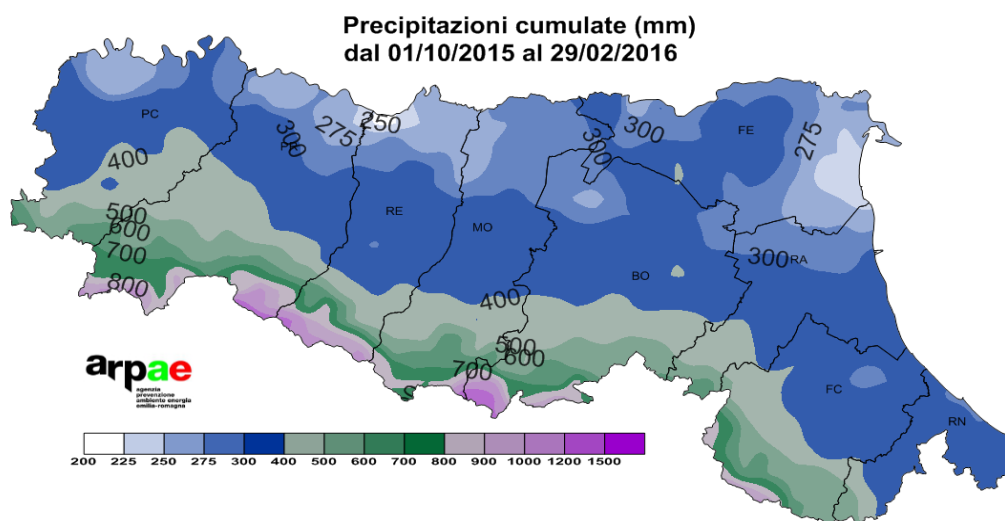 Precipitazioni cumulate (mm)
dal 01/10/2015 al 29/02/2016
PC
400
500
600
700
800
300
PR
275
250
RE
MO
400
500
600
700
300
300
FE
275
BO
300
RA
FC
RN
arpae
agenzia
prevenzione
ambiente energia
emilia-romagna
200 225 250 275 300 400 500 600 700 800 900 1000 1200 1500